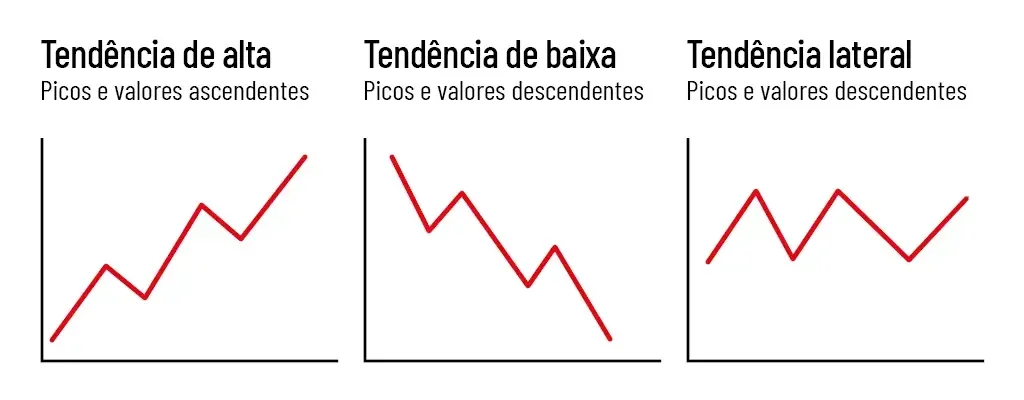 Tendência de alta
Picos e valores ascendentes
Tendência de baixa
Picos e valores descendentes
Tendência lateral
Picos e valores descendentes